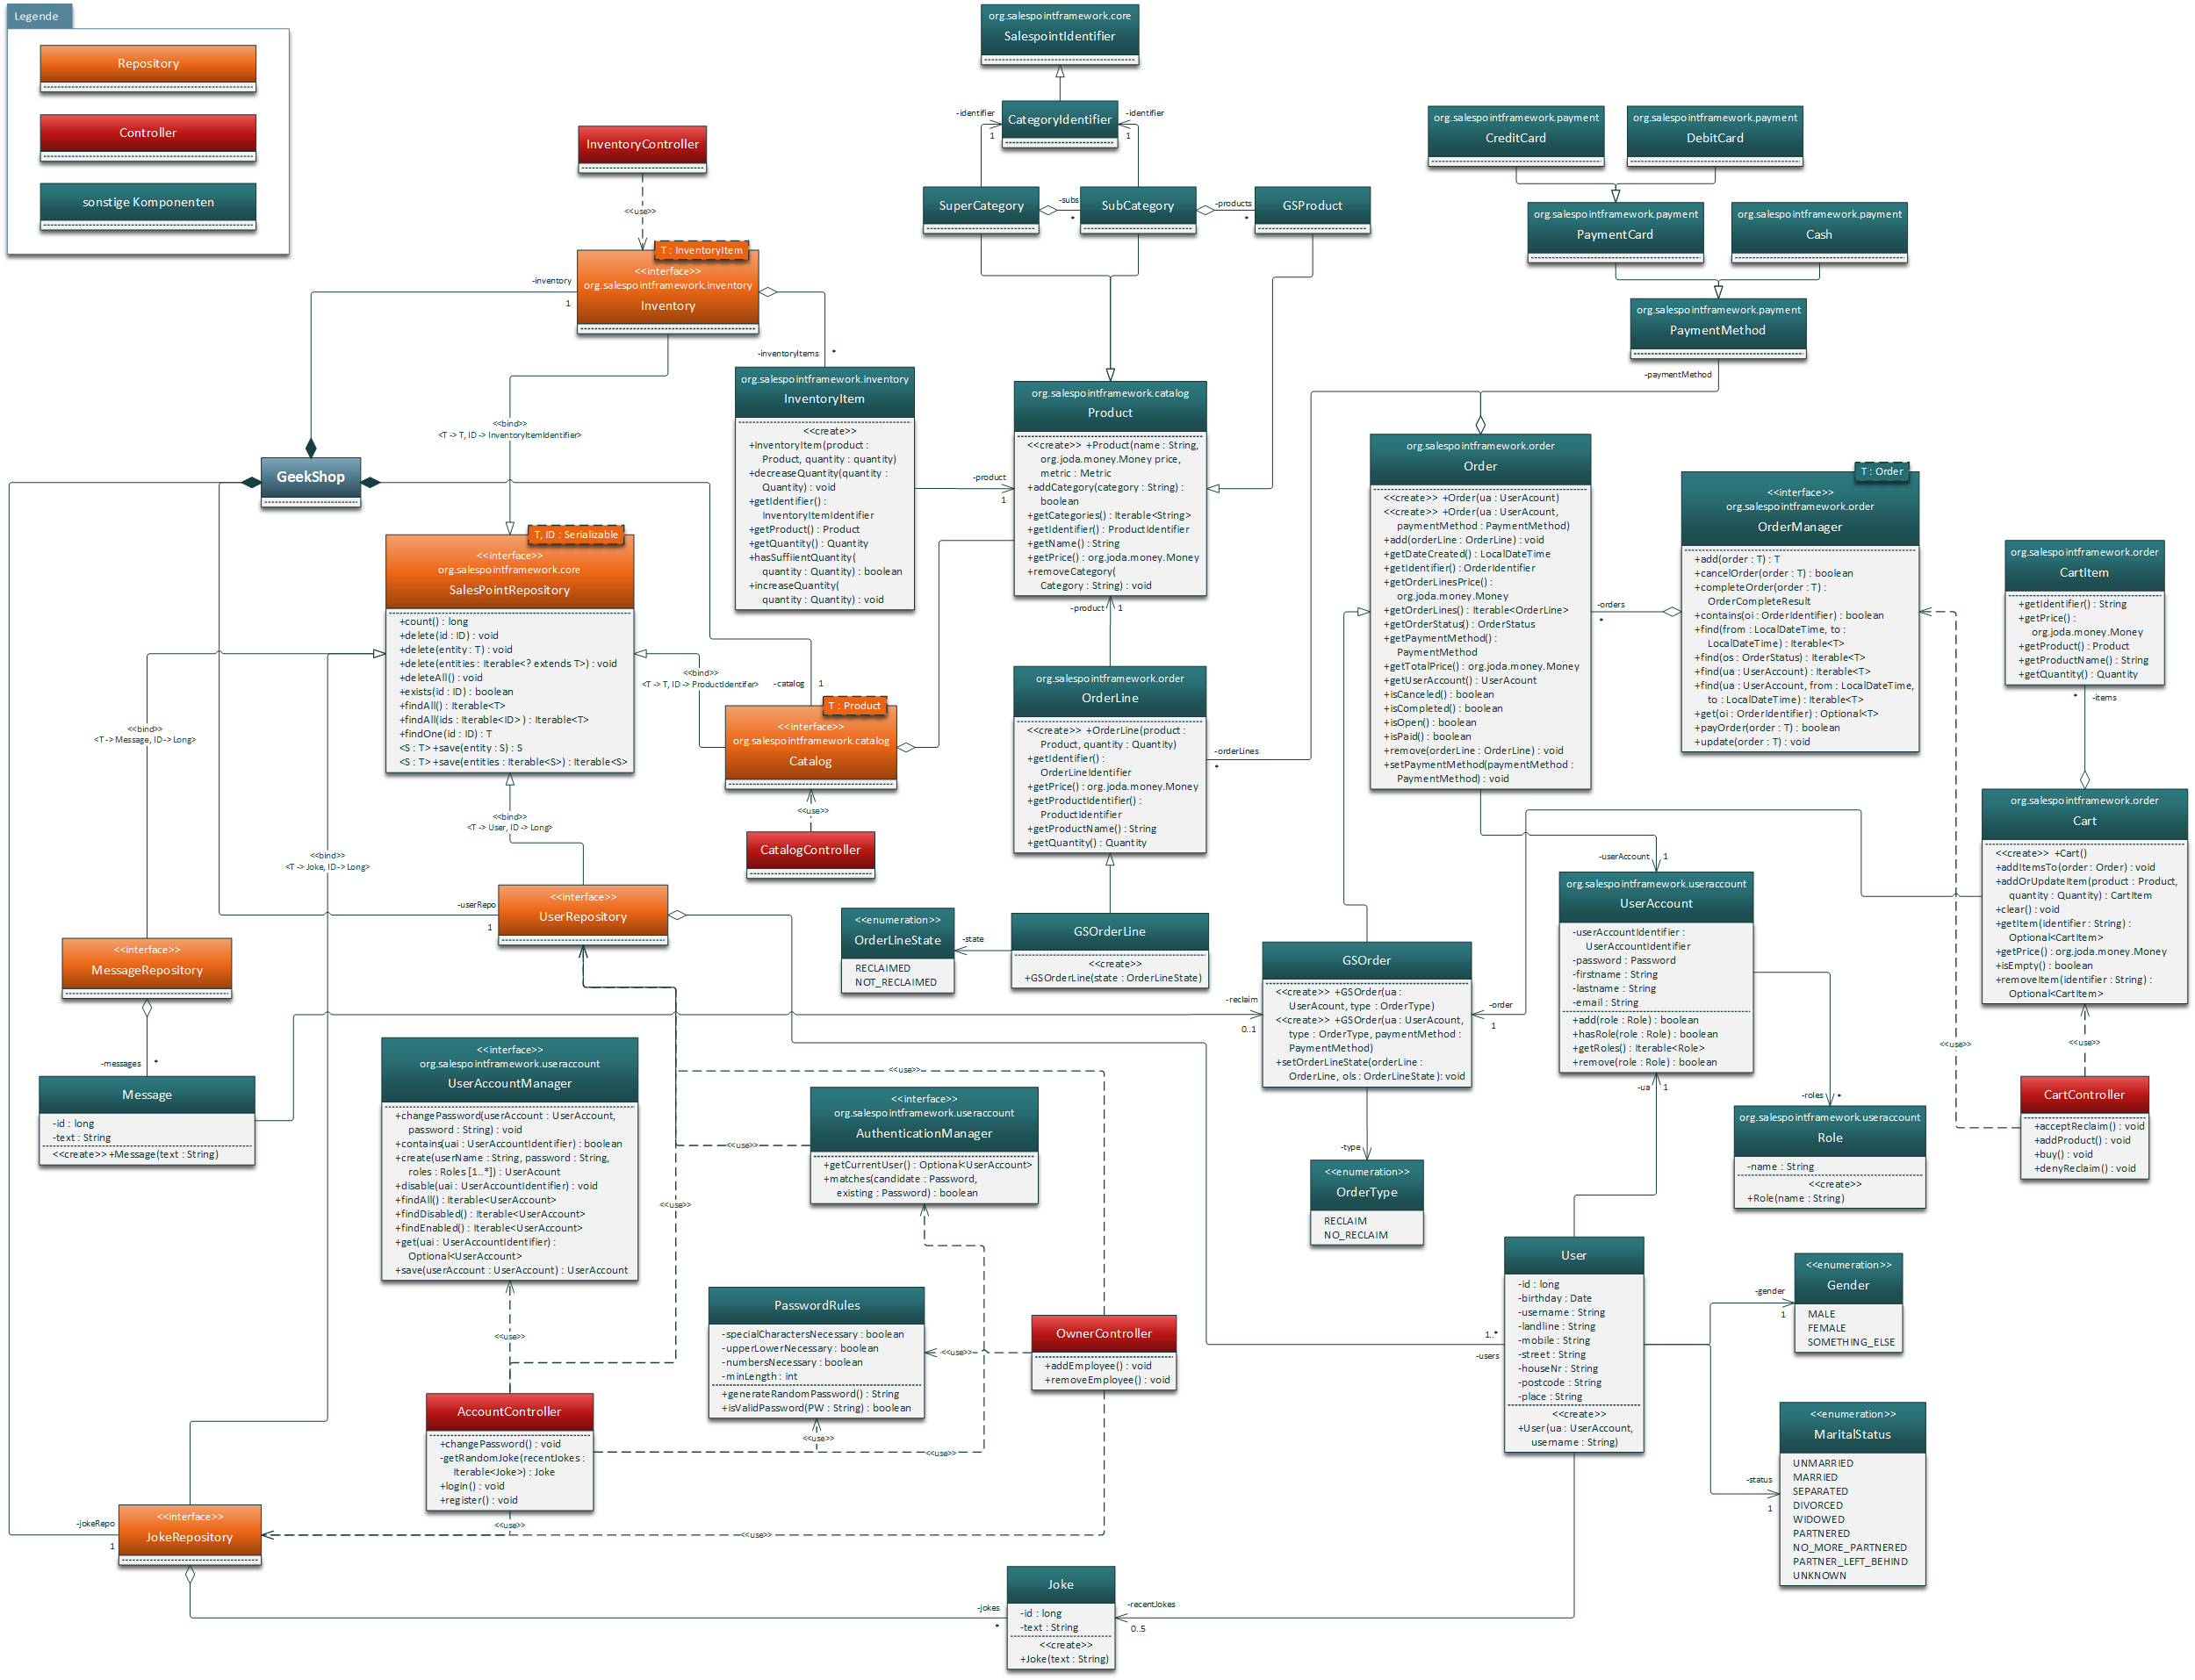 Legende
Repository
Controller
sonstige Komponenten
org.salespointframework.core
SalespointIdentifier
-identifier
1
CategoryIdentifier
-identifier
1
SuperCategory
-subs
*
SubCategory
-products
*
GSProduct
org.salespointframework.payment
CreditCard
org.salespointframework.payment
DebitCard
org.salespointframework.payment
PaymentCard
org.salespointframework.payment
Cash
org.salespointframework.payment
PaymentMethod
-paymentMethod
InventoryController
<<use>>
T : InventoryItem
<<interface>>
org.salespointframework.inventory
Inventory
-inventory
1
-inventoryItems
*
<<bind>>
<T -> T, ID -> InventoryItemIdentifier>
GeekShop
org.salespointframework.inventory
InventoryItem
<<create>>
+InventoryItem(product :
Product, quantity : quantity)
+decreaseQuantity(quantity :
Quantity) : void
+getIdentifier() :
InventoryItemIdentifier
+getProduct() : Product
+getQuantity() : Quantity
+hasSuffiientQuantity(
quantity : Quantity) : boolean
+increaseQuantity(
quantity : Quantity) : void
-product
1
org.salespointframework.catalog
Product
<<create>> +Product(name : String,
org.joda.money.Money price,
metric : Metric
+addCategory(category : String) :
boolean
+getCategories() : Iterable<String>
+getIdentifier() : ProductIdentifier
+getName() : String
+getPrice() : org.joda.money.Money
+removeCategory(
Category : String) : void
-product
1
org.salespointframework.order
Order
<<create>> +Order(ua : UserAccount)
<<create>> +Order(ua : UserAccount,
paymentMethod : PaymentMethod)
+add(orderLine : OrderLine) : void
+getDateCreated() : LocalDateTime
+getIdentifier() : OrderIdentifier
+getOrderLinesPrice() :
org.joda.money.Money
+getOrderLines() : Iterable<OrderLine>
+getOrderStatus() : OrderStatus
+getPaymentMethod() :
PaymentMethod
+getTotalPrice() : org.joda.money.Money
+getUserAccount() : UserAccount
+isCanceled() : boolean
+isCompleted() : boolean
+isOpen() : boolean
+isPaid() : boolean
+remove(orderLine : OrderLine) : void
+setPaymentMethod(paymentMethod :
PaymentMethod) : void
-orders
*
T : Order
<<interface>>
org.salespointframework.order
OrderManager
+add(order : T) : T
+cancelOrder(order : T) : boolean
+completeOrder(order : T) :
OrderCompleteResult
+contains(oi : OrderIdentifier) : boolean
+find(from : LocalDateTime, to :
LocalDateTime) : Iterable<T>
+find(os : OrderStatus) : Iterable<T>
+find(ua : UserAccount) : Iterable<T>
+find(ua : UserAccount, from : LocalDateTime,
to : LocalDateTime) : Iterable<T>
+get(oi : OrderIdentifier) : Optional<T>
+payOrder(order : T) : boolean
+update(order : T) : void
org.salespointframework.order
CartItem
+getIdentifier() : String
+getPrice() :
org.joda.money.Money
+getProduct() : Product
+getProductName() : String
+getQuantity() : Quantity
*
-items
T, ID : Serializable
<<interface>>
org.salespointframework.core
SalesPointRepository
+count() : long
+delete(id : ID) : void
+delete(entity : T) : void
+delete(entities : Iterable<? extends T>) : void
+deleteAll() : void
+exists(id : ID) : boolean
+findAll() : Iterable<T>
+findAll(ids : Iterable<ID> ) : Iterable<T>
+findOne(id : ID) : T
<S : T> +save(entity : S) : S
<S : T> +save(entities : Iterable<S>) : Iterable<S>
<<bind>>
<T -> T, ID -> ProductIdentifer>
-catalog
1
T : Product
<<interface>>
org.salespointframework.catalog
Catalog
<<use>>
CatalogController
org.salespointframework.order
OrderLine
<<create>> +OrderLine(product :
Product, quantity : Quantity)
+getIdentifier() :
OrderLineIdentifier
+getPrice() : org.joda.money.Money
+getProductIdentifier() :
ProductIdentifier
+getProductName() : String
+getQuantity() : Quantity
-orderLines
*
<<bind>>
<T -> Message, ID -> Long>
<<bind>>
<T -> User, ID -> Long>
<<bind>>
<T -> Joke, ID -> Long>
-userRepo
1
<<interface>>
UserRepository
<<enumeration>>
OrderLineState
RECLAIMED
NOT_RECLAIMED
-state
GSOrderLine
<<create>>
+GSOrderLine(state : OrderLineState)
-userAccount
1
org.salespointframework.useraccount
UserAccount
-userAccountIdentifier :
UserAccountIdentifier
-password : Password
-firstname : String
-lastname : String
-email : String
+add(role : Role) : boolean
+hasRole(role : Role) : boolean
+getRoles() : Iterable<Role>
+remove(role : Role) : boolean
org.salespointframework.order
Cart
<<create>> +Cart()
+addItemsTo(order : Order) : void
+addOrUpdateItem(product : Product,
quantity : Quantity) : CartItem
+clear() : void
+getItem(identifier : String) :
Optional<CartItem>
+getPrice() : org.joda.money.Money
+isEmpty() : boolean
+removeItem(identifier : String) :
Optional<CartItem>
<<interface>>
MessageRepository
-messages
*
GSOrder
<<create>> +GSOrder(ua :
UserAcount, type : OrderType)
<<create>> +GSOrder(ua : UserAcount,
type : OrderType, paymentMethod :
PaymentMethod)
+setOrderLineState(orderLine :
OrderLine, ols : OrderLineState) : void
-reclaim
0..1
-order
1
<<use>>
<<use>>
CartController
+acceptReclaim() : void
+addProduct() : void
+buy() : void
+denyReclaim() : void
Message
-id : long
-text : String
<<create>> +Message(text : String)
<<interface>>
org.salespointframework.useraccount
UserAccountManager
+changePassword(userAccount : UserAccount,
password : String) : void
+contains(uai : UserAccountIdentifier) : boolean
+create(userName : String, password : String,
roles : Roles [1..*]) : UserAcount
+disable(uai : UserAccountIdentifier) : void
+findAll() : Iterable<UserAccount>
+findDisabled() : Iterable<UserAccount>
+findEnabled() : Iterable<UserAccount>
+get(uai : UserAccountIdentifier) :
Optional<UserAccount>
+save(userAccount : UserAccount) : UserAccount
<<use>>
<<use>>
<<use>>
<<interface>>
org.salespointframework.useraccount
AuthenticationManager
+getCurrentUser() : Optional<UserAccount>
+matches(candidate : Password,
existing : Password) : boolean
-type
<<enumeration>>
OrderType
RECLAIM
NO_RECLAIM
-ua
1
-roles
*
org.salespointframework.useraccount
Role
-name : String
<<create>>
+Role(name : String)
<<use>>
PasswordRules
-specialCharactersNecessary : boolean
-upperLowerNecessary : boolean
-numbersNecessary : boolean
-minLength : int
+generateRandomPassword() : String
+isValidPassword(PW : String) : boolean
<<use>>
OwnerController
+addEmployee() : void
+removeEmployee() : void
1..*
-users
User
-id : long
-birthday : Date
-username : String
-landline : String
-mobile : String
-street : String
-houseNr : String
-postcode : String
-place : String
<<create>>
+User(ua : UserAccount,
username : String)
-gender
1
<<enumeration>>
Gender
MALE
FEMALE
SOMETHING_ELSE
-status
1
<<enumeration>>
MaritalStatus
UNMARRIED
MARRIED
SEPARATED
DIVORCED
WIDOWED
PARTNERED
NO_MORE_PARTNERED
PARTNER_LEFT_BEHIND
UNKNOWN
AccountController
+changePassword() : void
-getRandomJoke(recentJokes :
Iterable<Joke>) : Joke
+login() : void
+register() : void
<<use>>
<<use>>
<<use>>
<<use>>
-jokeRepo
1
<<interface>>
JokeRepository
-jokes
*
Joke
-id : long
-text : String
<<create>>
+Joke(text : String)
-recentJokes
0..5